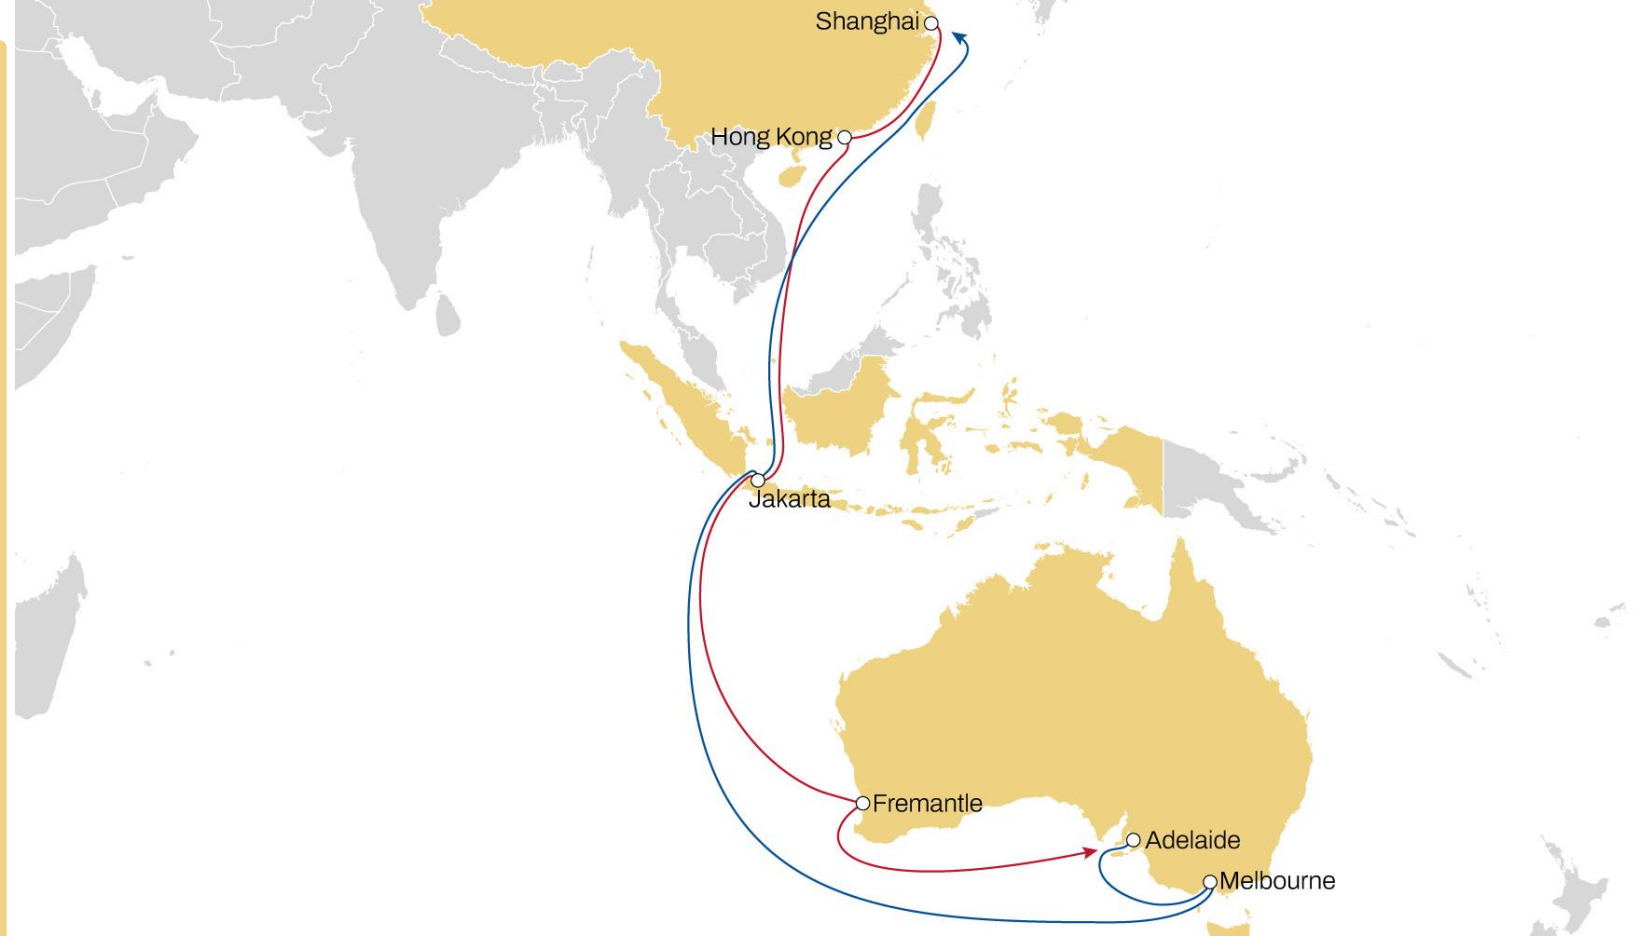 Shanghai
Hong Kong
Jakarta
Fremantle
Adelaide
Melbourne